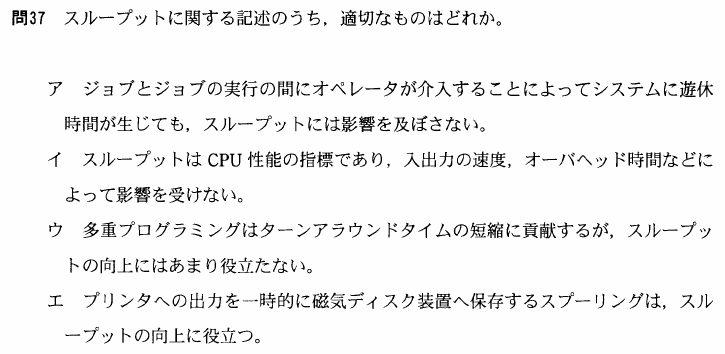 問37 スループットに関する記述のうち，適切なものはどれか。
ア ジョブとジョブの実行の間にオペレータが介入することによってシステムに遊休
時間が生じても，スループットには影響を及ぼさない。
イ スループットは CPU 性能の指標であり，入出力の速度，オーバヘッド時間などに
よって影響を受けない。
ウ 多重プログラミングはターンアラウンドタイムの短縮に貢献するが，スループッ
トの向上にはあまり役立たない。
エ プリンタへの出力を一時的に磁気ディスク装置へ保存するスプーリングは，スル
ープットの向上に役立つ。